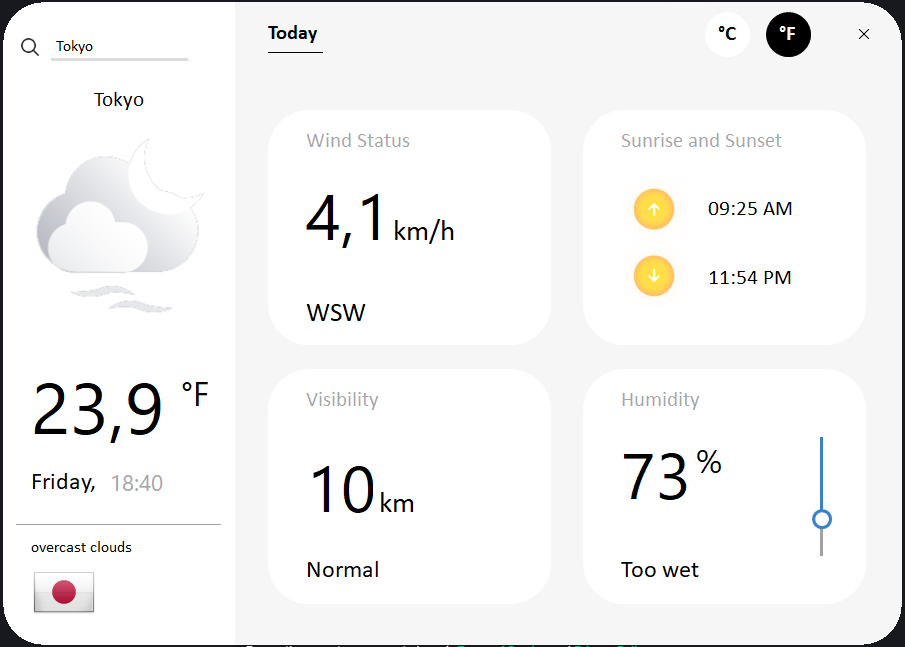 Tokyo
Tokyo
23,9 °F
Friday, 18:40
overcast clouds
Today
°C
°F
Wind Status
4,1 km/h
WSW
Sunrise and Sunset
09:25 AM
11:54 PM
Visibility
10 km
Normal
Humidity
73 %
Too wet